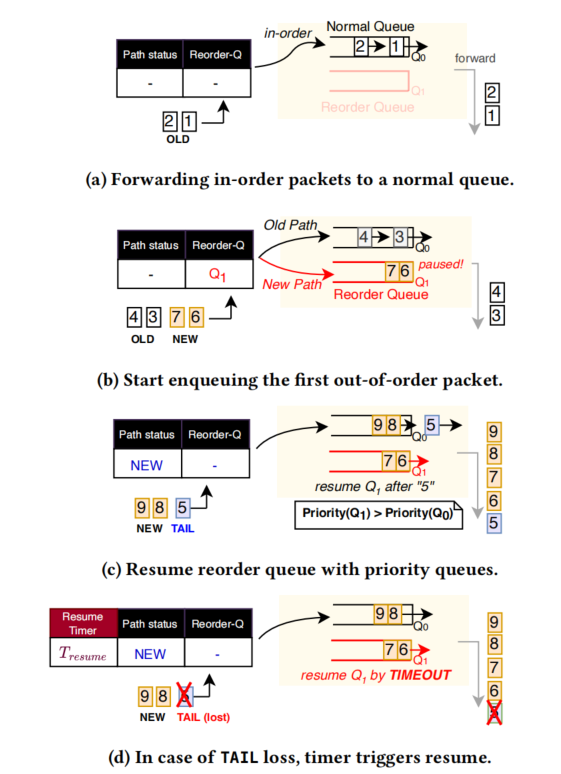 Path status Reorder-Q
- -
2 1
OLD
in-order
Normal Queue
2 1
Q0
Q1
Reorder Queue
forward
2
1
(a) Forwarding in-order packets to a normal queue.
Path status Reorder-Q
- Q1
4 3 7 6
OLD NEW
Old Path
New Path
4 3
Q0
7 6 paused!
Q1
Reorder Queue
4
3
(b) Start enqueuing the first out-of-order packet.
Path status Reorder-Q
NEW -
9 8 5
NEW TAIL
9 8 5
Q0
7 6
Q1
resume Q1 after "5"
Priority(Q1) > Priority(Q0)
9
8
7
6
5
(c) Resume reorder queue with priority queues.
Resume Timer Path status Reorder-Q
Tresume NEW -
9 8 5
NEW TAIL (lost)
9 8
Q0
7 6
Q1
resume Q1 by TIMEOUT
9
8
7
6
5
(d) In case of TAIL loss, timer triggers resume.